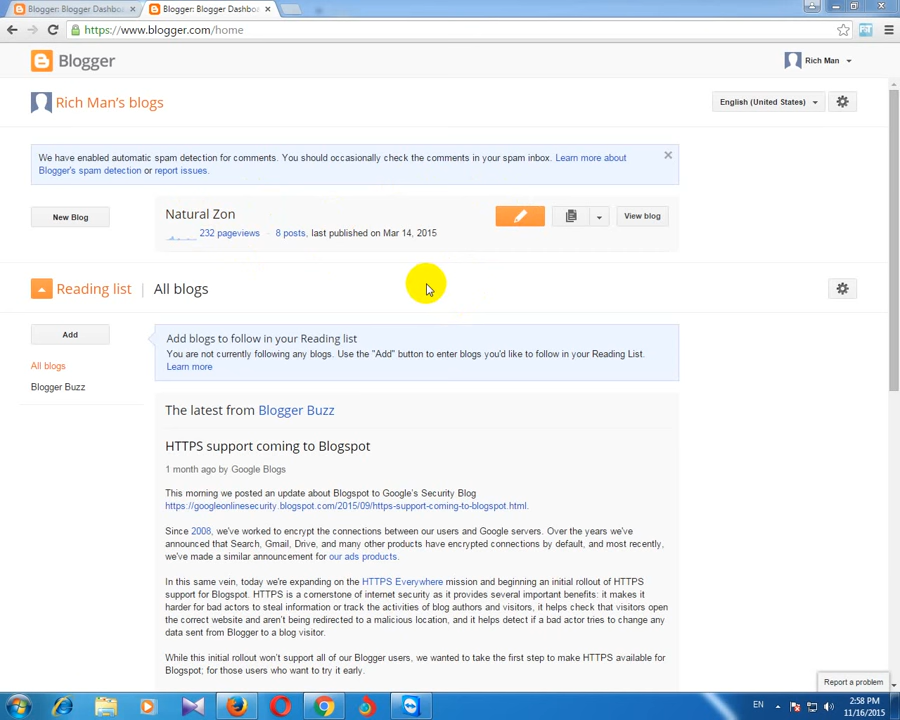 Blogger: Blogger Dashbo
Blogger: Blogger Dashboa
https://www.blogger.com/home
Blogger
Rich Man
Rich Man's blogs
English (United States)
We have enabled automatic spam detection for comments. You should occasionally check the comments in your spam inbox. Learn more about
Blogger's spam detection or report issues.
New Blog
Natural Zon
View blog
232 pageviews · 8 posts, last published on Mar 14, 2015
Reading list | All blogs
Add
Add blogs to follow in your Reading list
You are not currently following any blogs. Use the "Add" button to enter blogs you'd like to follow in your Reading List.
Learn more
All blogs
Blogger Buzz
The latest from Blogger Buzz
HTTPS support coming to Blogspot
1 month ago by Google Blogs
This morning we posted an update about Blogspot to Google's Security Blog
https://googleonlinesecurity.blogspot.com/2015/09/https-support-coming-to-blogspot.html.
Since 2008, we've worked to encrypt the connections between our users and Google servers. Over the years we've
announced that Search, Gmail, Drive, and many other products have encrypted connections by default, and most recently,
we've made a similar announcement for our ads products.
In this same vein, today we're expanding on the HTTPS Everywhere mission and beginning an initial rollout of HTTPS
support for Blogspot. HTTPS is a cornerstone of internet security as it provides several important benefits: it makes it
harder for bad actors to steal information or track the activities of blog authors and visitors, it helps check that visitors open
the correct website and aren't being redirected to a malicious location, and it helps detect if a bad actor tries to change any
data sent from Blogger to a blog visitor.
While this initial rollout won't support all of our Blogger users, we wanted to take the first step to make HTTPS available for
Blogspot; for those users who want to try it early.
Report a problem
EN
2:58 PM
11/16/2015